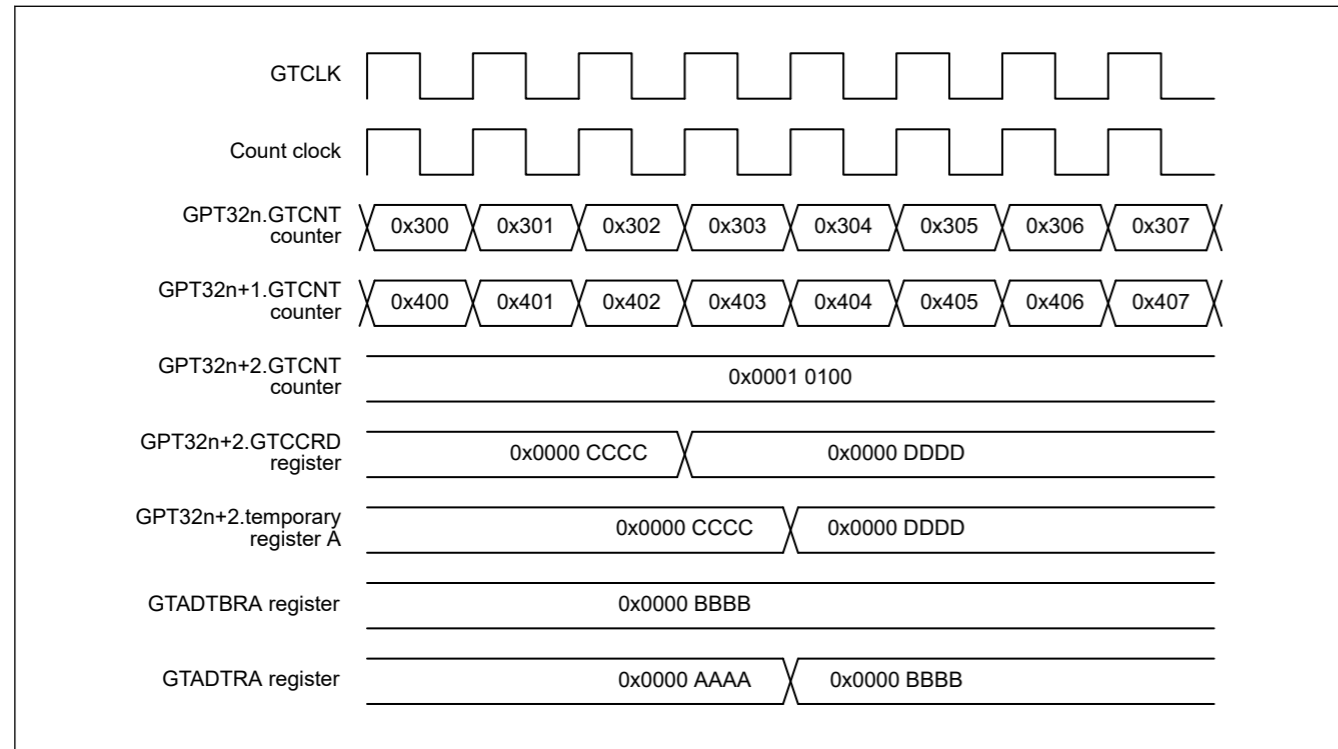 GTCLK
Count clock
GPT32n.GTCNT
counter
0x300 0x301 0x302 0x303 0x304 0x305 0x306 0x307
GPT32n+1.GTCNT
counter
0x400 0x401 0x402 0x403 0x404 0x405 0x406 0x407
GPT32n+2.GTCNT
counter
0x0001 0100
GPT32n+2.GTCCRD
register
0x0000 CCCC 0x0000 DDDD
GPT32n+2.temporary
register A
0x0000 CCCC 0x0000 DDDD
GTADTBRA register
0x0000 BBBB
GTADTRA register
0x0000 AAAA 0x0000 BBBB